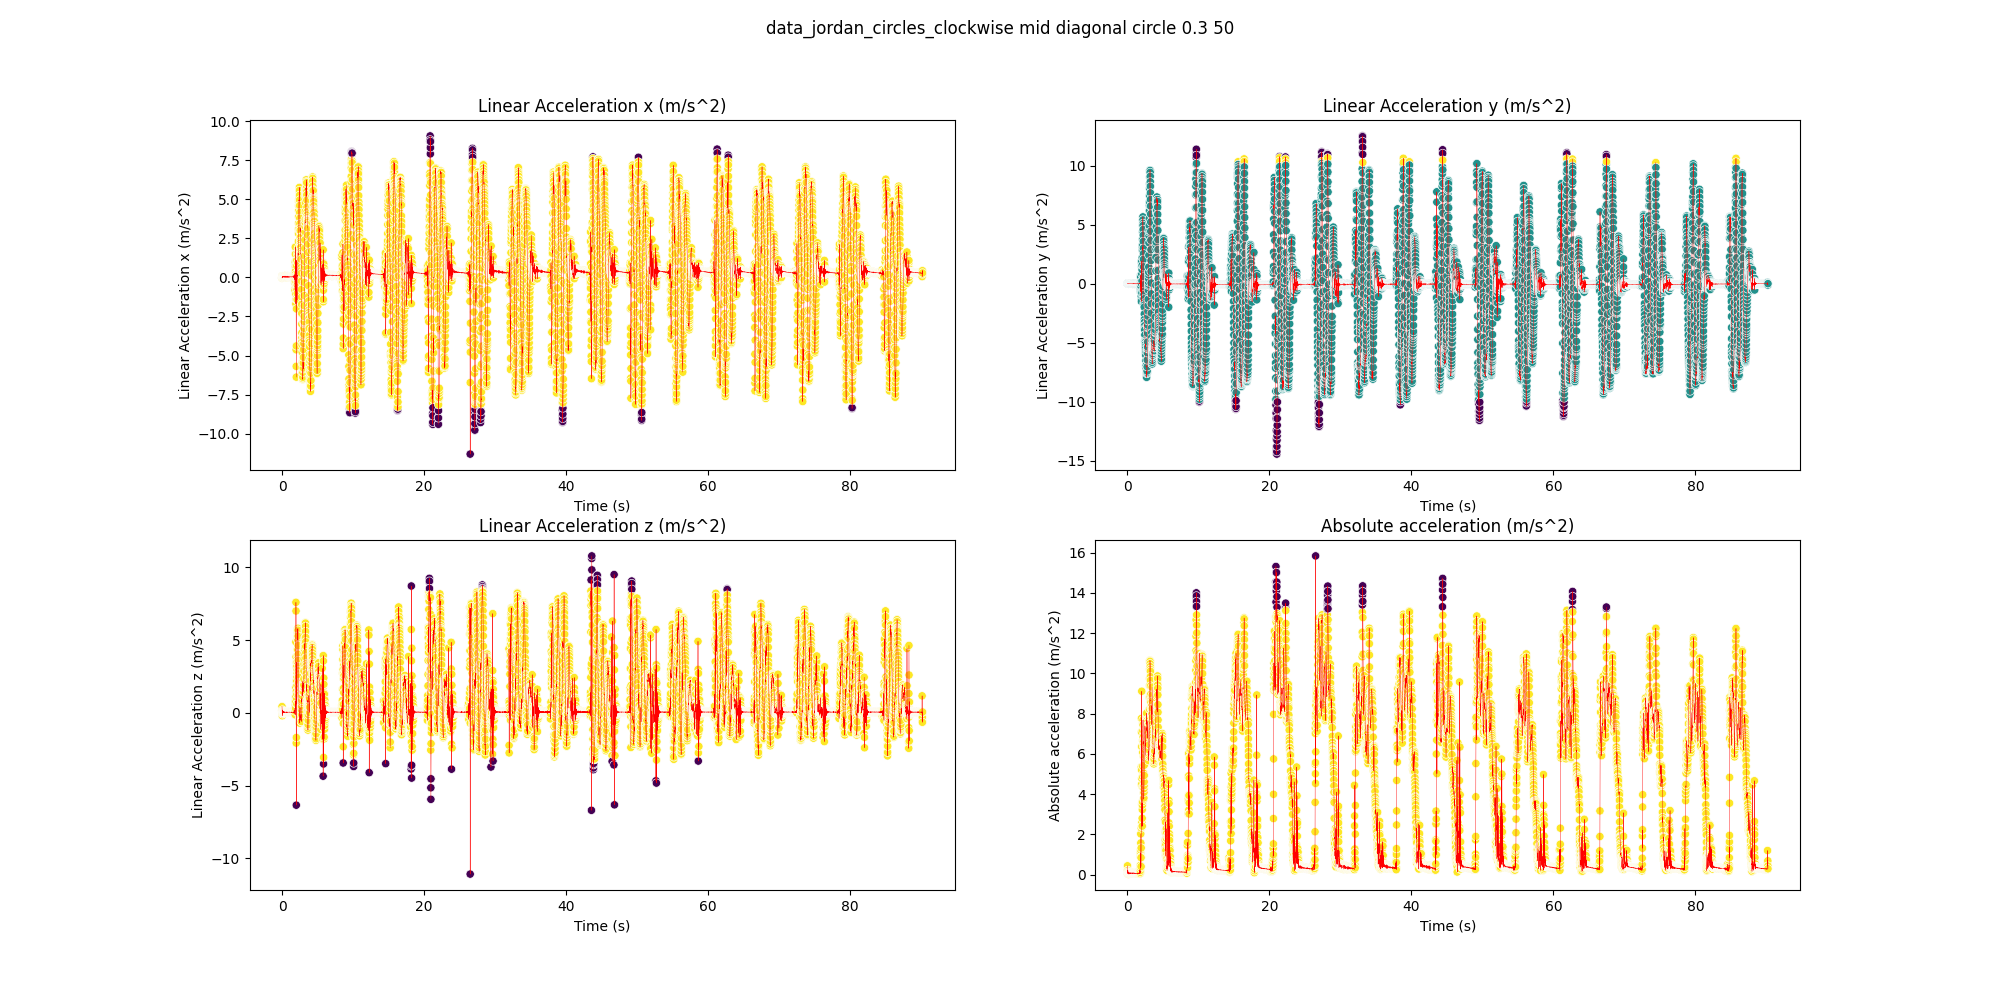 data_jordan_circles_clockwise mid diagonal circle 0.3 50
Linear Acceleration x (m/s^2)
Linear Acceleration x (m/s^2)
10.0
7.5
5.0
2.5
0.0
−2.5
−5.0
−7.5
−10.0
0 20 40 60 80
Time (s)
Linear Acceleration y (m/s^2)
Linear Acceleration y (m/s^2)
10
5
0
−5
−10
−15
0 20 40 60 80
Time (s)
Linear Acceleration z (m/s^2)
Linear Acceleration z (m/s^2)
10
5
0
−5
−10
0 20 40 60 80
Time (s)
Absolute acceleration (m/s^2)
Absolute acceleration (m/s^2)
16
14
12
10
8
6
4
2
0
0 20 40 60 80
Time (s)